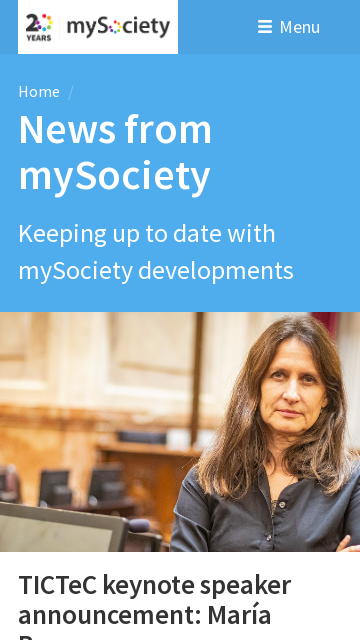 20 YEARS mySociety
Menu
Home /
News from
mySociety
Keeping up to date with
mySociety developments
TICTeC keynote speaker
announcement: María